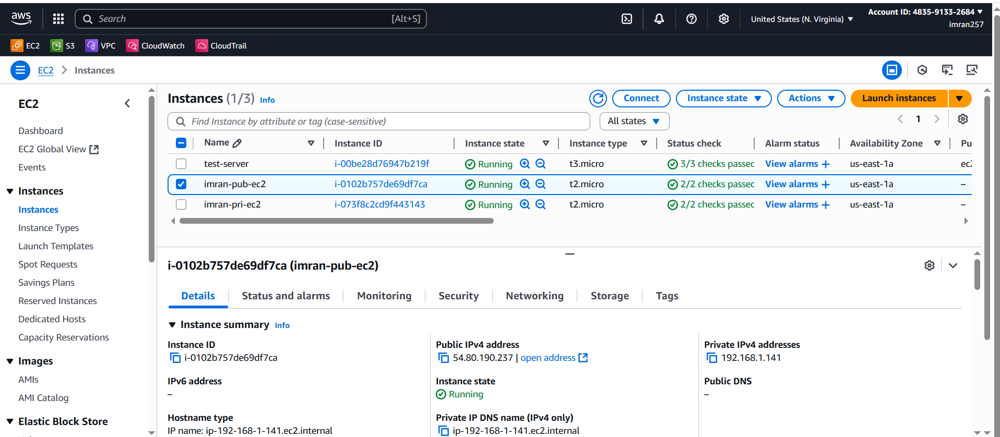 aws
Search [Alt+S]
United States (N. Virginia)
Account ID: 4835-9133-2684
imran257
EC2 S3 VPC CloudWatch CloudTrail
EC2 > Instances
EC2
Dashboard
EC2 Global View
Events
Instances
Instances
Instance Types
Launch Templates
Spot Requests
Savings Plans
Reserved Instances
Dedicated Hosts
Capacity Reservations
Images
AMIs
AMI Catalog
Elastic Block Store
Instances (1/3) Info
Connect Instance state Actions Launch instances
Find Instance by attribute or tag (case-sensitive) All states 1
Name Instance ID Instance state Instance type Status check Alarm status Availability Zone Pu
test-server i-00be28d76947b219f Running t3.micro 3/3 checks passec View alarms + us-east-1a ec2
imran-pub-ec2 i-0102b757de69df7ca Running t2.micro 2/2 checks passec View alarms + us-east-1a –
imran-pri-ec2 i-073f8c2cd9f443143 Running t2.micro 2/2 checks passec View alarms + us-east-1a –
i-0102b757de69df7ca (imran-pub-ec2)
Details Status and alarms Monitoring Security Networking Storage Tags
Instance summary Info
Instance ID
i-0102b757de69df7ca
Public IPv4 address
54.80.190.237 | open address
Private IPv4 addresses
192.168.1.141
IPv6 address
–
Instance state
Running
Public DNS
–
Hostname type
IP name: ip-192-168-1-141.ec2.internal
Private IP DNS name (IPv4 only)
ip-192-168-1-141.ec2.internal